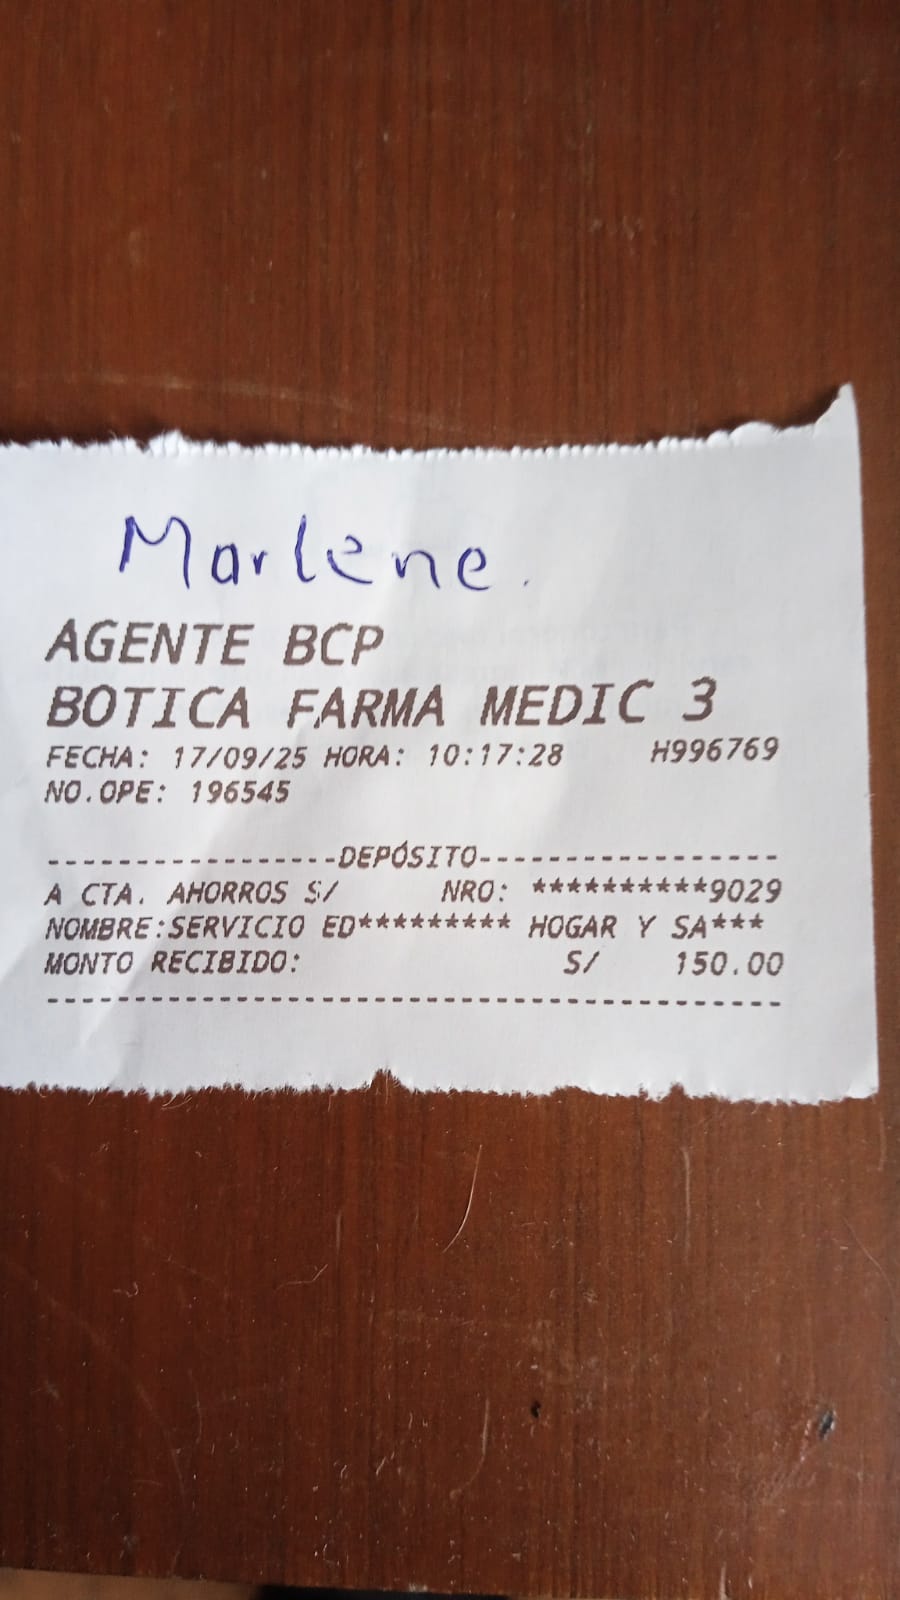 Marlene.
AGENTE BCP
BOTICA FARMA MEDIC 3
FECHA: 17/09/25 HORA: 10:17:28 H996769
NO.OPE: 196545
-----------------DEPÓSITO-----------------
A CTA. AHORROS S/ NRO: **********9029
NOMBRE:SERVICIO ED********* HOGAR Y SA***
MONTO RECIBIDO: S/ 150.00
------------------------------------------